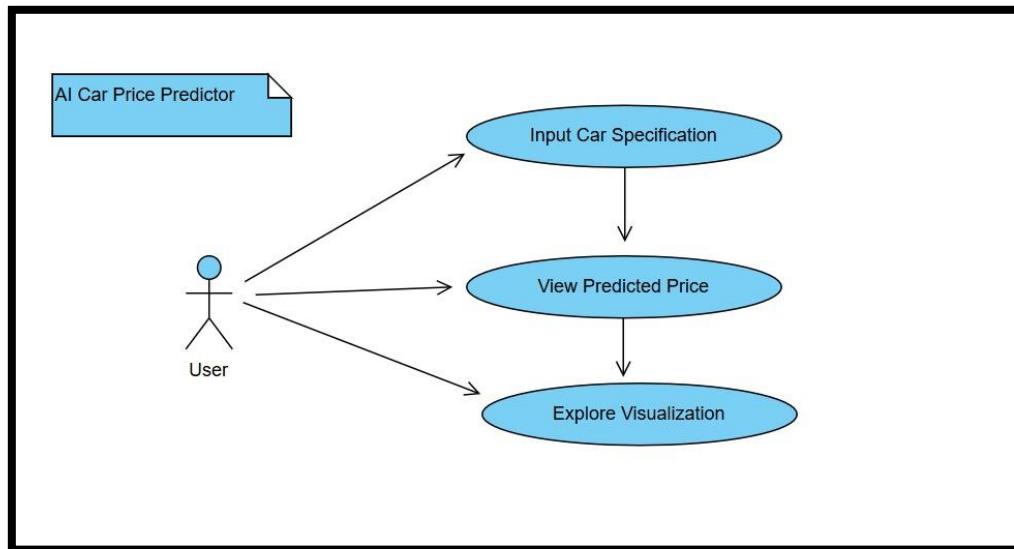 AI Car Price Predictor
Input Car Specification
View Predicted Price
User
Explore Visualization